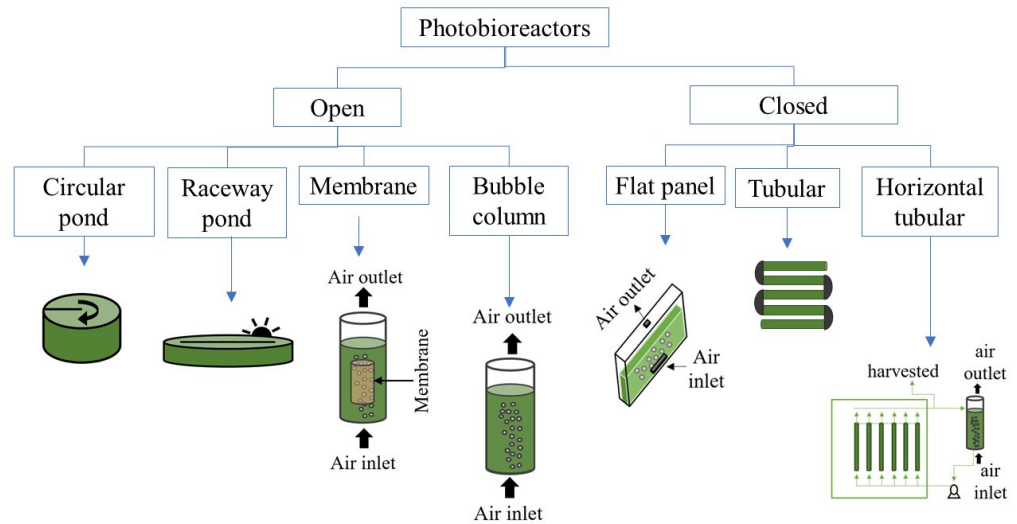 Photobioreactors
Open
Closed
Circular
pond
Raceway
pond
Membrane
Bubble
column
Flat panel
Tubular
Horizontal
tubular
Air outlet
Membrane
Air inlet
Air outlet
Air inlet
Air outlet
Air
inlet
harvested
air
outlet
air
inlet